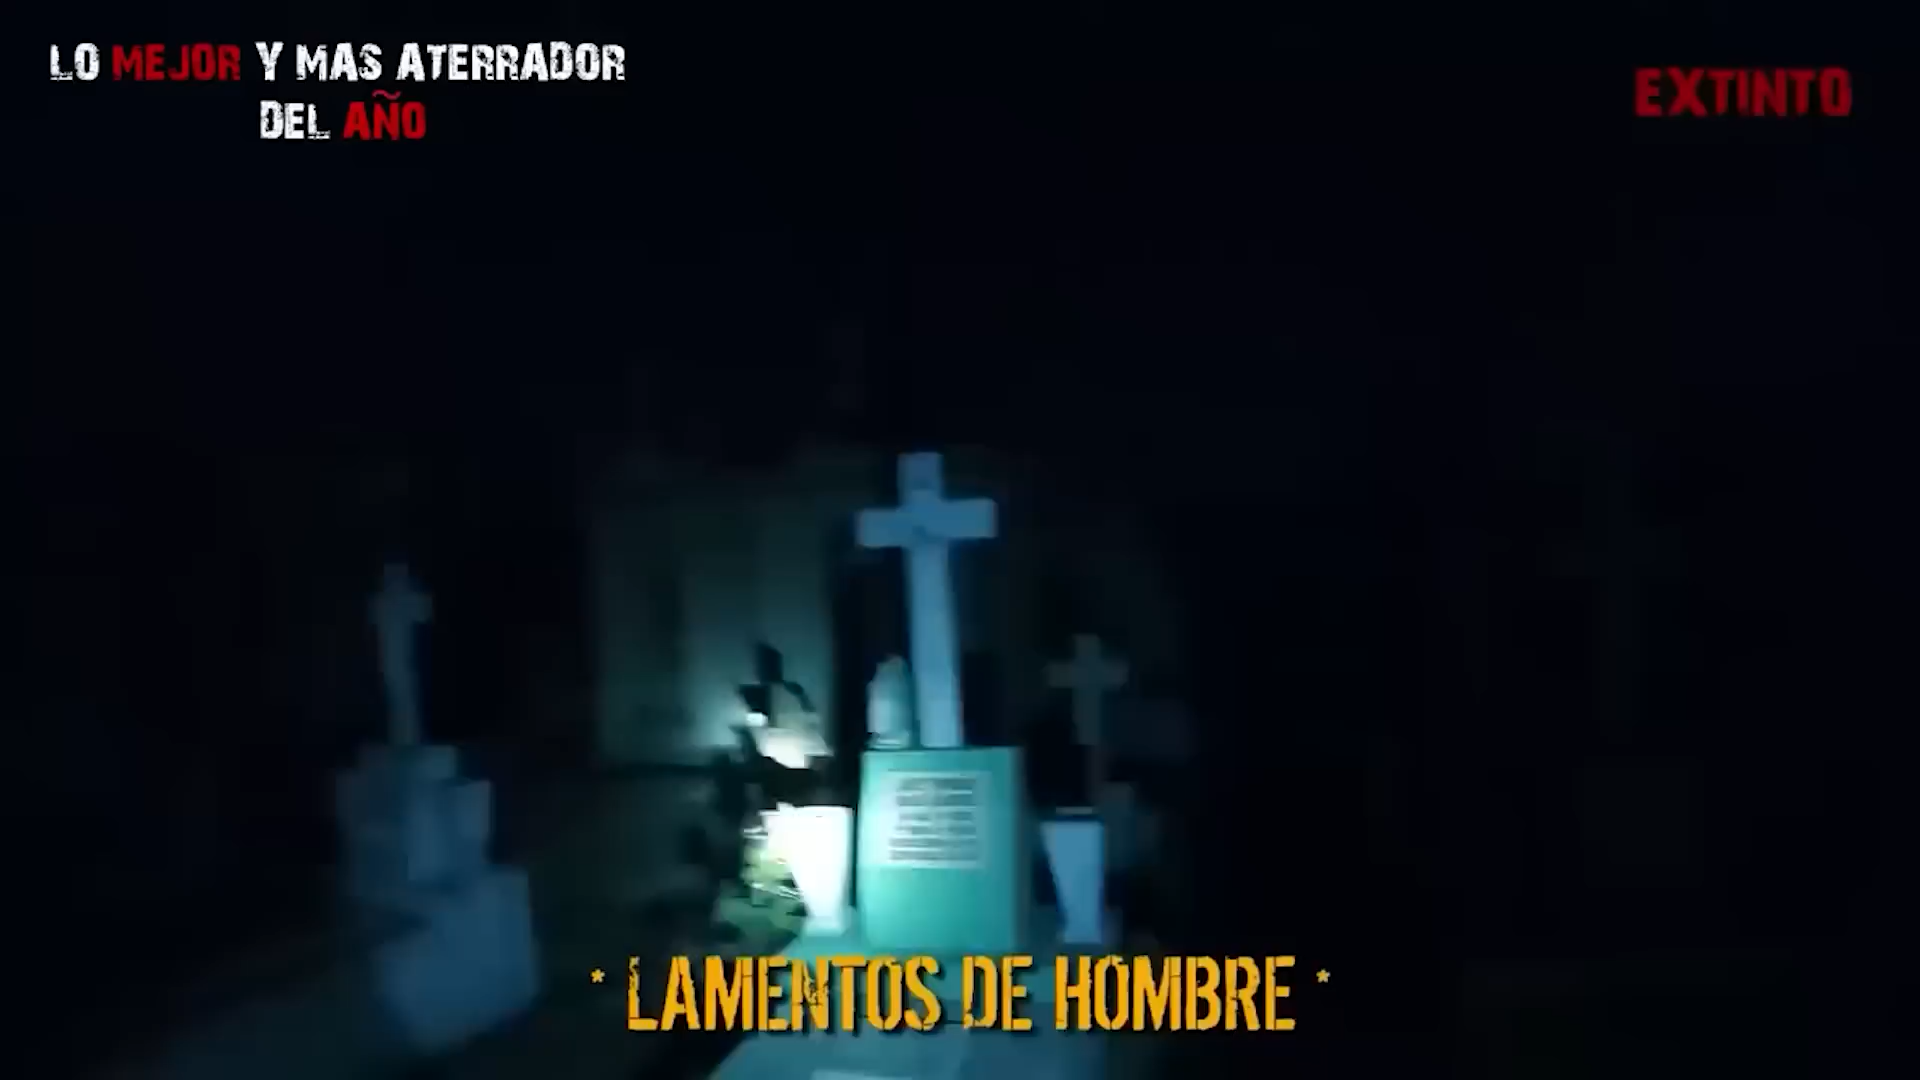 LO MEJOR Y MAS ATERRADOR
DEL AÑO
EXTINTO
* LAMENTOS DE HOMBRE *